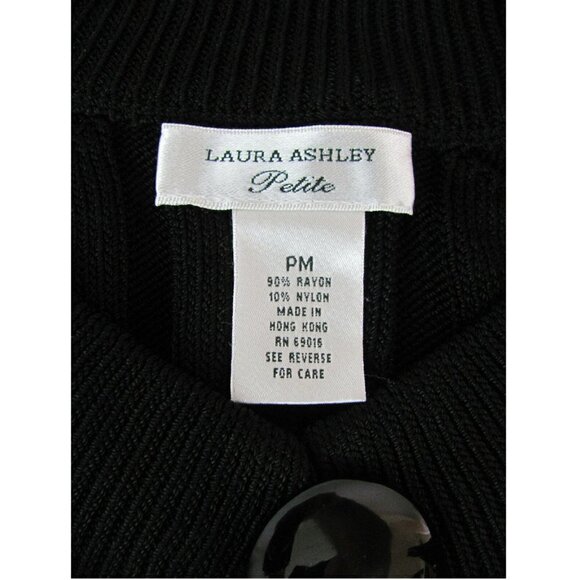 LAURA ASHLEY
Petite
PM
90% RAYON
10% NYLON
MADE IN
HONG KONG
RN 69016
SEE REVERSE
FOR CARE